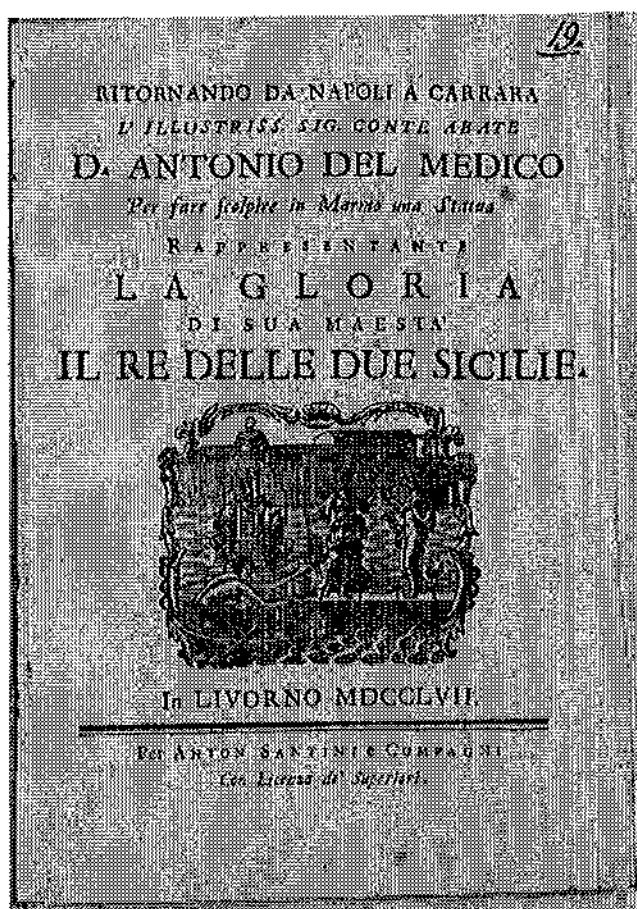 19.
RITORNANDO DA NAPOLI A CARRARA
L' ILLUSTRISS. SIG. CONTE ABATE
D. ANTONIO DEL MEDICO
Per fare scolpire in Marmo una Statua
RAPPRESENTANTE
LA GLORIA
DI SUA MAESTA'
IL RE DELLE DUE SICILIE.
In LIVORNO MDCCLVII.
Per ANTON SANTINI e COMPAGNI
Con Licenza de' Superiori.